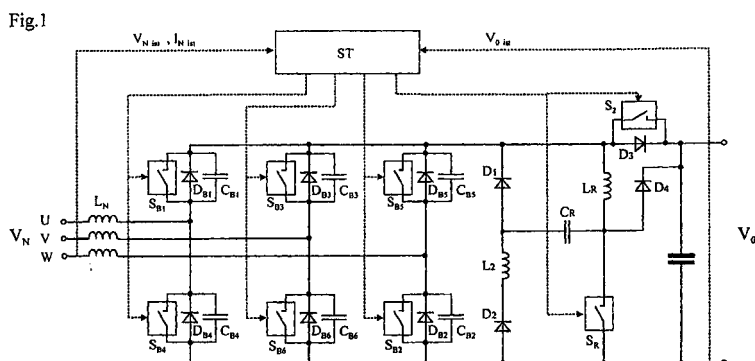 Fig.1
V_N ist , I_N ist
ST
V_0 ist
S_2
D_3
S_B1 D_B1 C_B1
S_B3 D_B3 C_B3
S_B5 D_B5 C_B5
D_1
L_R
D_4
L_N
U
V_N V
W
C_R
L_2
V_0
S_B4 D_B4 C_B4
S_B6 D_B6 C_B6
S_B2 D_B2 C_B2
D_2
S_R